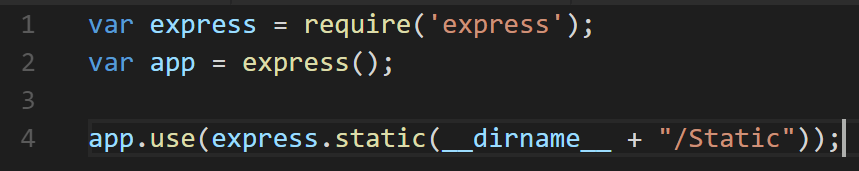 1 var express = require('express');
2 var app = express();
3
4 app.use(express.static(__dirname__ + "/Static"));